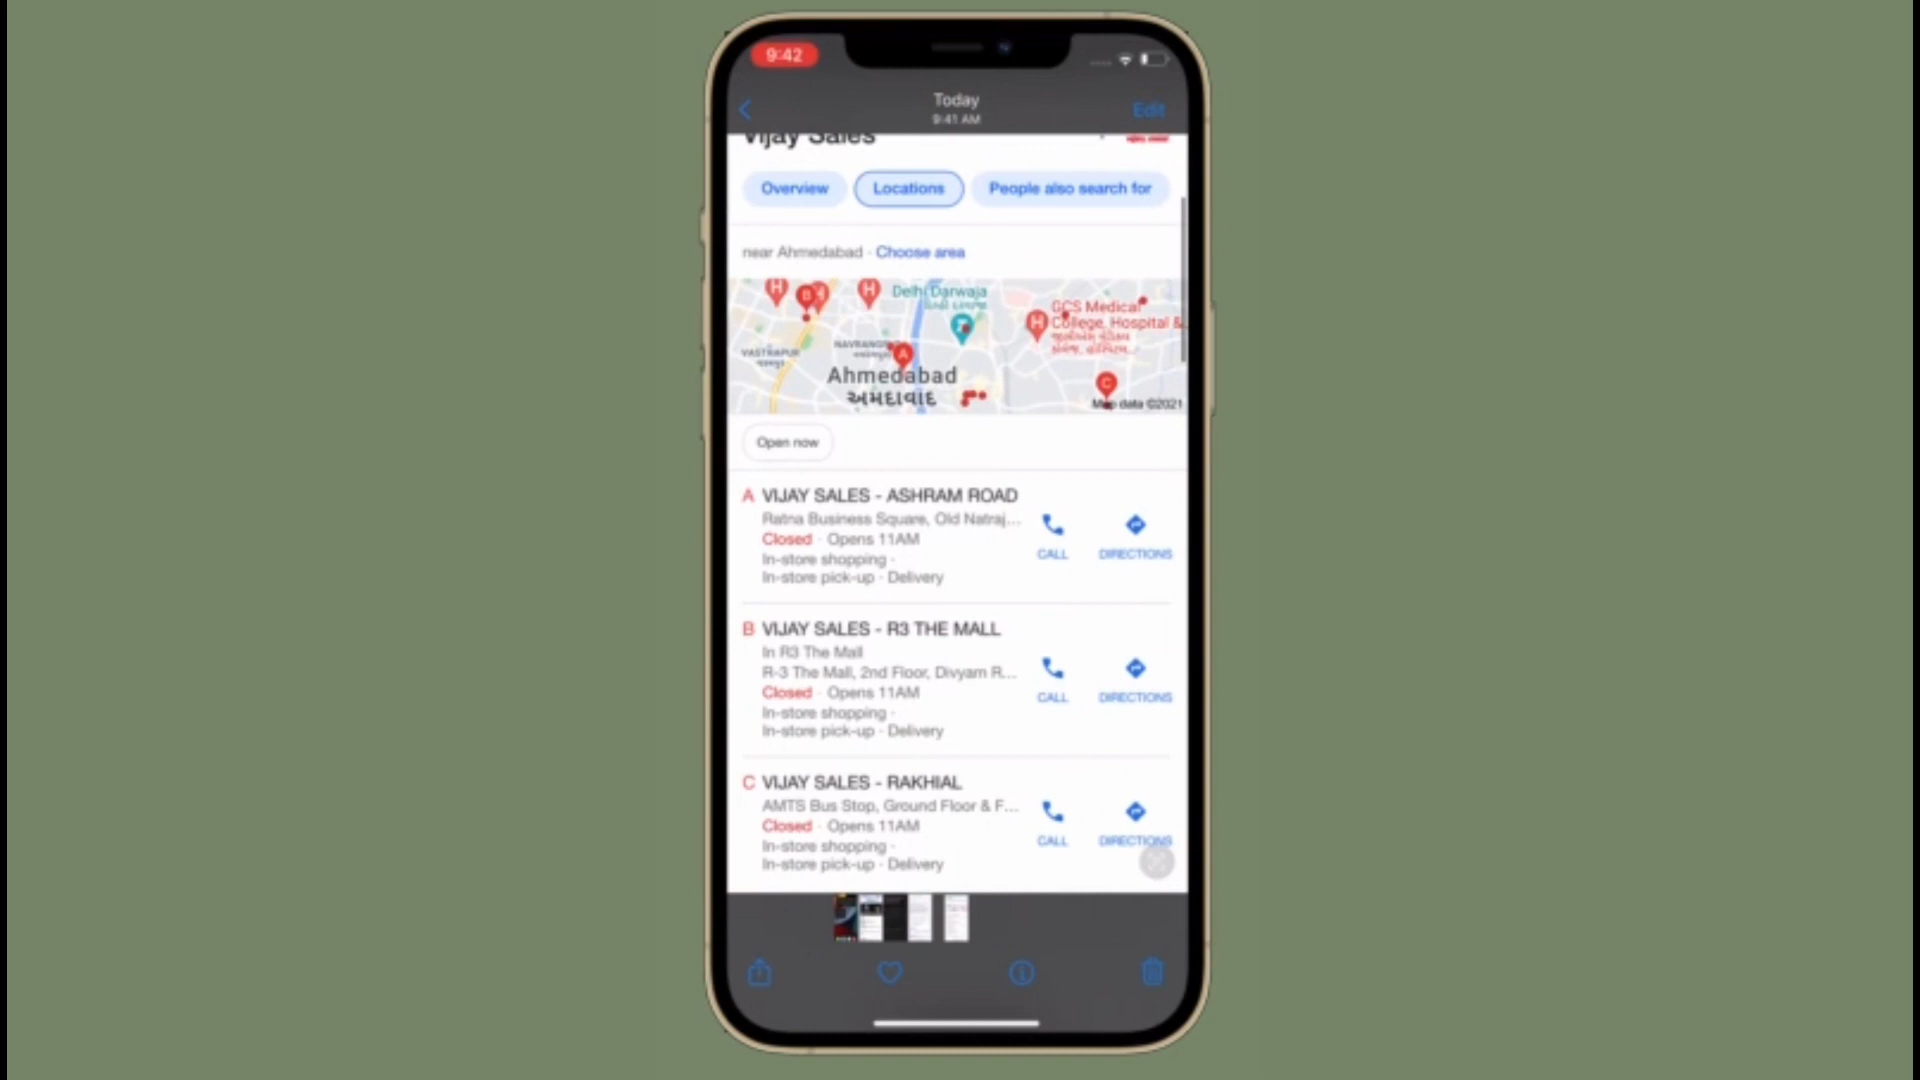 9:42
Today
9:41 AM
Edit
Vijay Sales
Overview
Locations
People also search for
near Ahmedabad · Choose area
H
B
H
H
Delhi Darwaja
GCS Medical
College, Hospital &
H
VASTRAPUR
A
Ahmedabad
અમદાવાદ
C
Map data ©2021
Open now
A VIJAY SALES - ASHRAM ROAD
Ratna Business Square, Old Natraj...
Closed · Opens 11AM
In-store shopping ·
In-store pick-up · Delivery
CALL
DIRECTIONS
B VIJAY SALES - R3 THE MALL
In R3 The Mall
R-3 The Mall, 2nd Floor, Divyam R...
Closed · Opens 11AM
In-store shopping ·
In-store pick-up · Delivery
CALL
DIRECTIONS
C VIJAY SALES - RAKHIAL
AMTS Bus Stop, Ground Floor & F...
Closed · Opens 11AM
In-store shopping ·
In-store pick-up · Delivery
CALL
DIRECTIONS